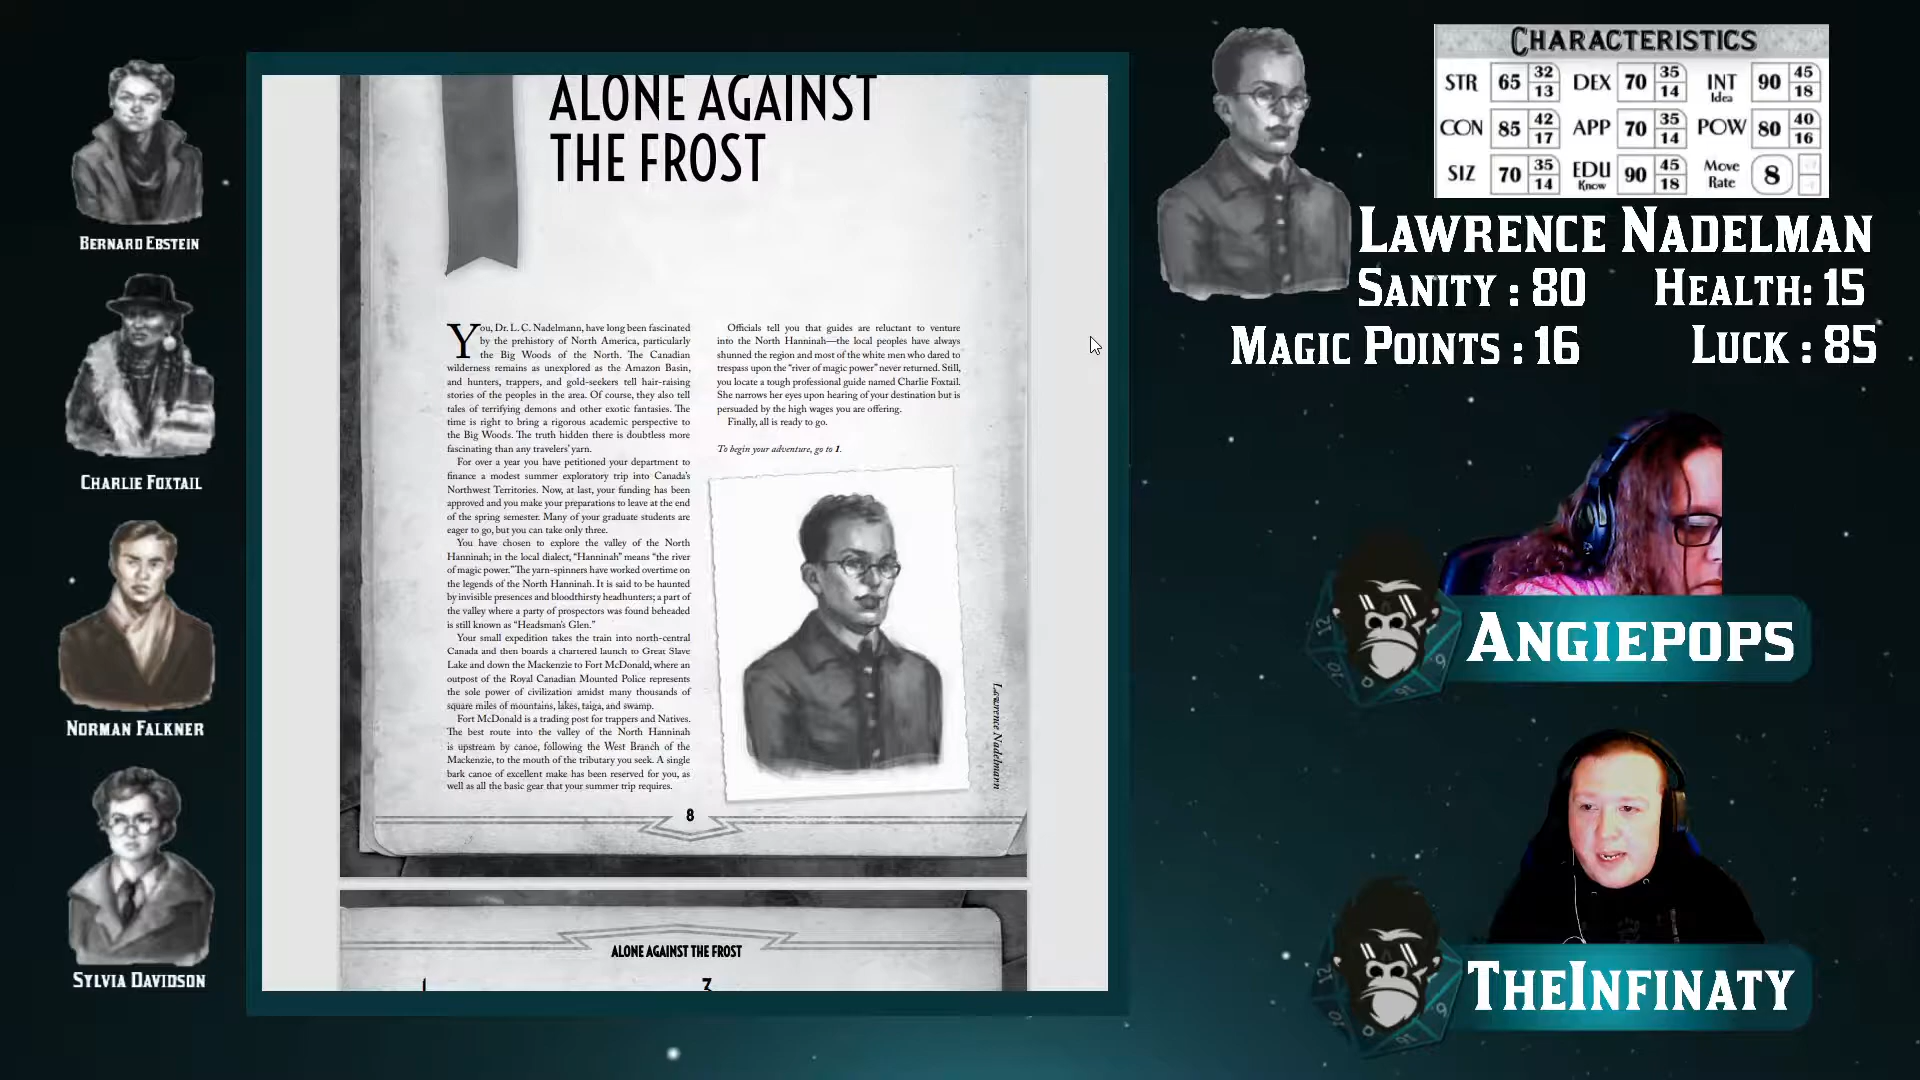 BERNARD EBSTEIN
CHARLIE FOXTAIL
NORMAN FALKNER
SYLVIA DAVIDSON
ALONE AGAINST
THE FROST
You, Dr. L. C. Nadelmann, have long been fascinated
by the prehistory of North America, particularly
the Big Woods of the North. The Canadian
wilderness remains as unexplored as the Amazon Basin,
and hunters, trappers, and gold-seekers tell hair-raising
stories of the peoples in the area. Of course, they also tell
tales of terrifying demons and other exotic fantasies. The
time is right to bring a rigorous academic perspective to
the Big Woods. The truth hidden there is doubtless more
fascinating than any travelers' yarn.
For over a year you have petitioned your department to
finance a modest summer exploratory trip into Canada's
Northwest Territories. Now, at last, your funding has been
approved and you make your preparations to leave at the end
of the spring semester. Many of your graduate students are
eager to go, but you can take only three.
You have chosen to explore the valley of the North
Hanninah; in the local dialect, "Hanninah" means "the river
of magic power." The yarn-spinners have worked overtime on
the legends of the North Hanninah. It is said to be haunted
by invisible presences and bloodthirsty headhunters; a part of
the valley where a party of prospectors was found beheaded
is still known as "Headsman's Glen."
Your small expedition takes the train into north-central
Canada and then boards a chartered launch to Great Slave
Lake and down the Mackenzie to Fort McDonald, where an
outpost of the Royal Canadian Mounted Police represents
the sole power of civilization amidst many thousands of
square miles of mountains, lakes, taiga, and swamp.
Fort McDonald is a trading post for trappers and Natives.
The best route into the valley of the North Hanninah
is upstream by canoe, following the West Branch of the
Mackenzie, to the mouth of the tributary you seek. A single
bark canoe of excellent make has been reserved for you, as
well as all the basic gear that your summer trip requires.
Officials tell you that guides are reluctant to venture
into the North Hanninah—the local peoples have always
shunned the region and most of the white men who dared to
trespass upon the "river of magic power" never returned. Still,
you locate a tough professional guide named Charlie Foxtail.
She narrows her eyes upon hearing of your destination but is
persuaded by the high wages you are offering.
Finally, all is ready to go.
To begin your adventure, go to 1.
Lawrence Nadelmann
8
ALONE AGAINST THE FROST
1
3
CHARACTERISTICS
STR 65 32 13 DEX 70 35 14 INT Idea 90 45 18
CON 85 42 17 APP 70 35 14 POW 80 40 16
SIZ 70 35 14 EDU Know 90 45 18 Move Rate 8
LAWRENCE NADELMAN
SANITY : 80 HEALTH: 15
MAGIC POINTS : 16 LUCK : 85
ANGIEPOPS
THEINFINATY